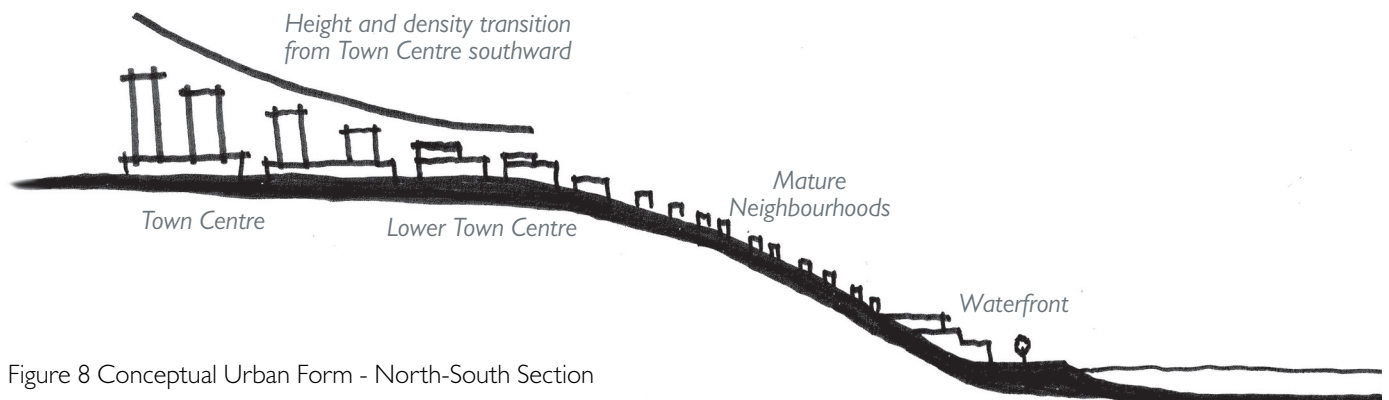 Height and density transition
from Town Centre southward
Town Centre
Lower Town Centre
Mature
Neighbourhoods
Waterfront
Figure 8 Conceptual Urban Form - North-South Section